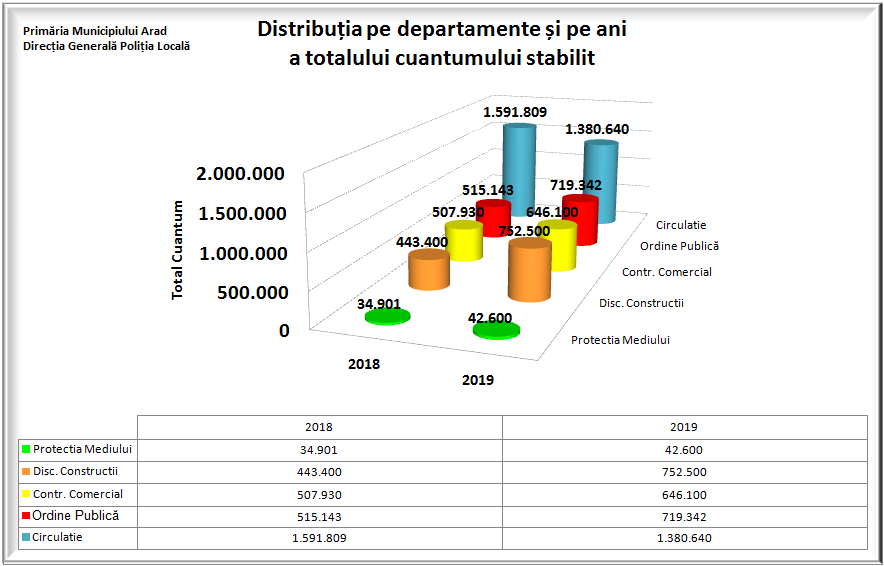 Primăria Municipiului Arad
Direcția Generală Poliția Locală
Distribuția pe departamente și pe ani
a totalului cuantumului stabilit
Total Cuantum
2.000.000
1.500.000
1.000.000
500.000
0
1.591.809
1.380.640
515.143
719.342
507.930
646.100
443.400
752.500
34.901
42.600
Circulatie
Ordine Publică
Contr. Comercial
Disc. Constructii
Protectia Mediului
2018
2019
2018 2019
Protectia Mediului 34.901 42.600
Disc. Constructii 443.400 752.500
Contr. Comercial 507.930 646.100
Ordine Publică 515.143 719.342
Circulatie 1.591.809 1.380.640